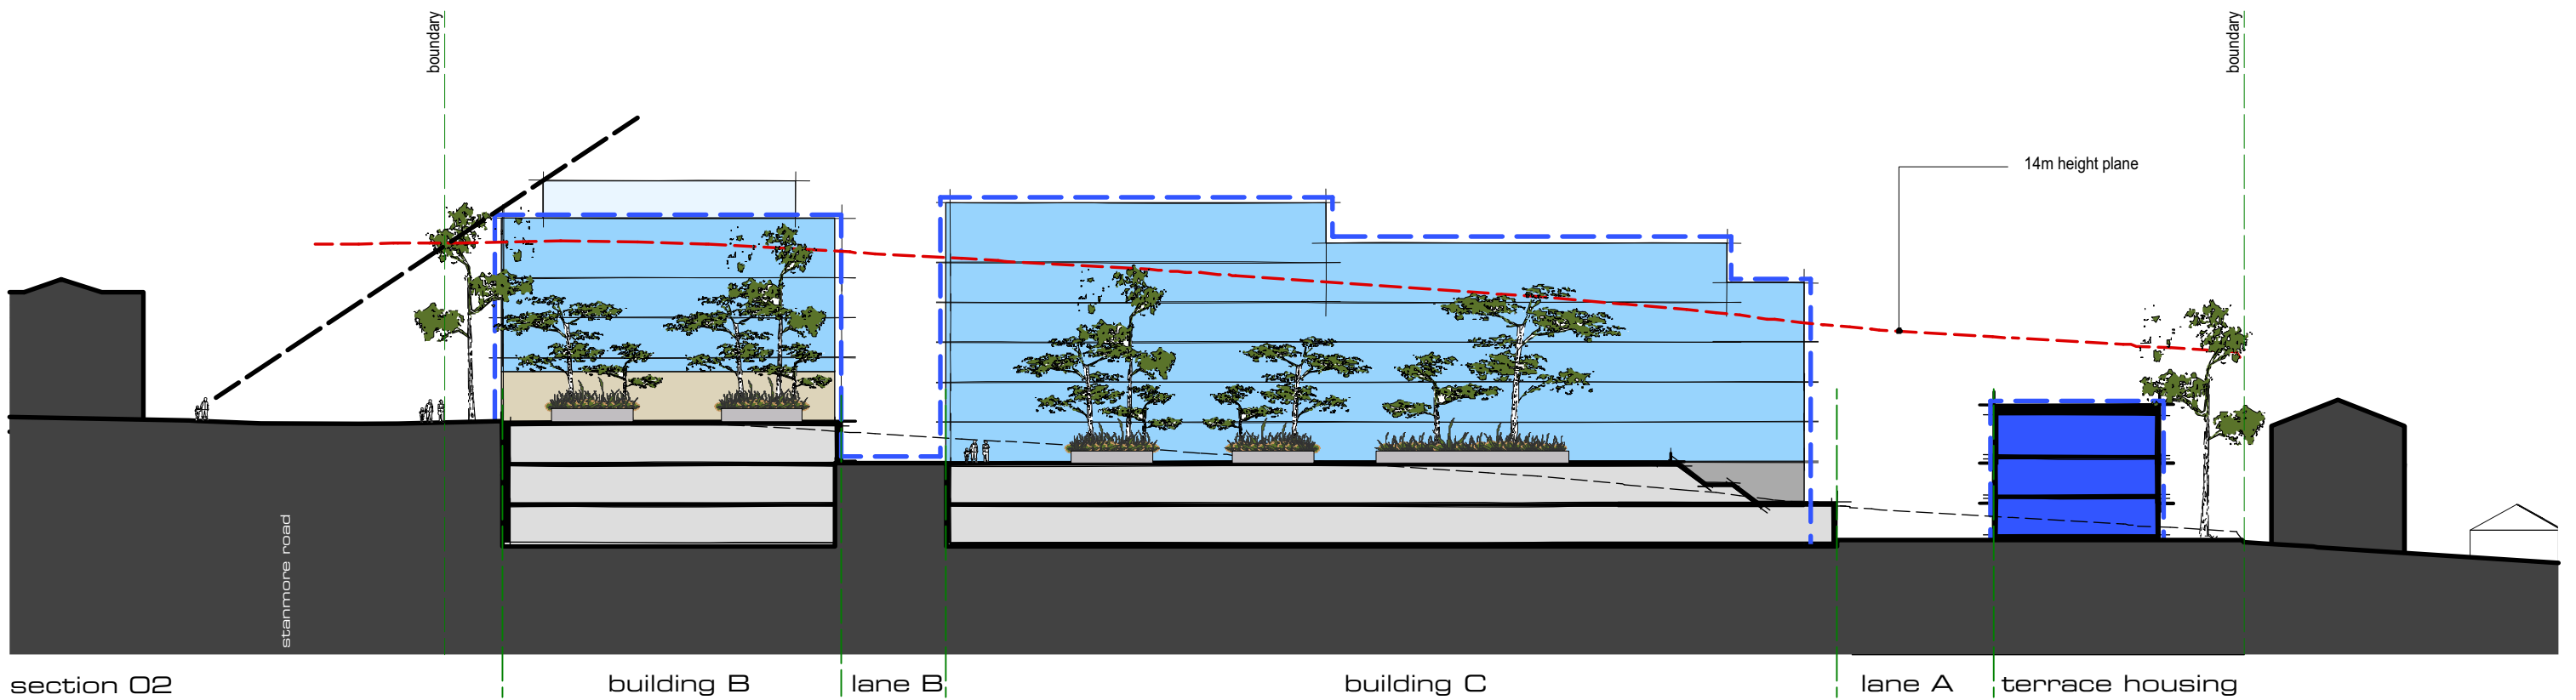 boundary
boundary
14m height plane
stanmore road
section 02
building B
lane B
building C
lane A
terrace housing